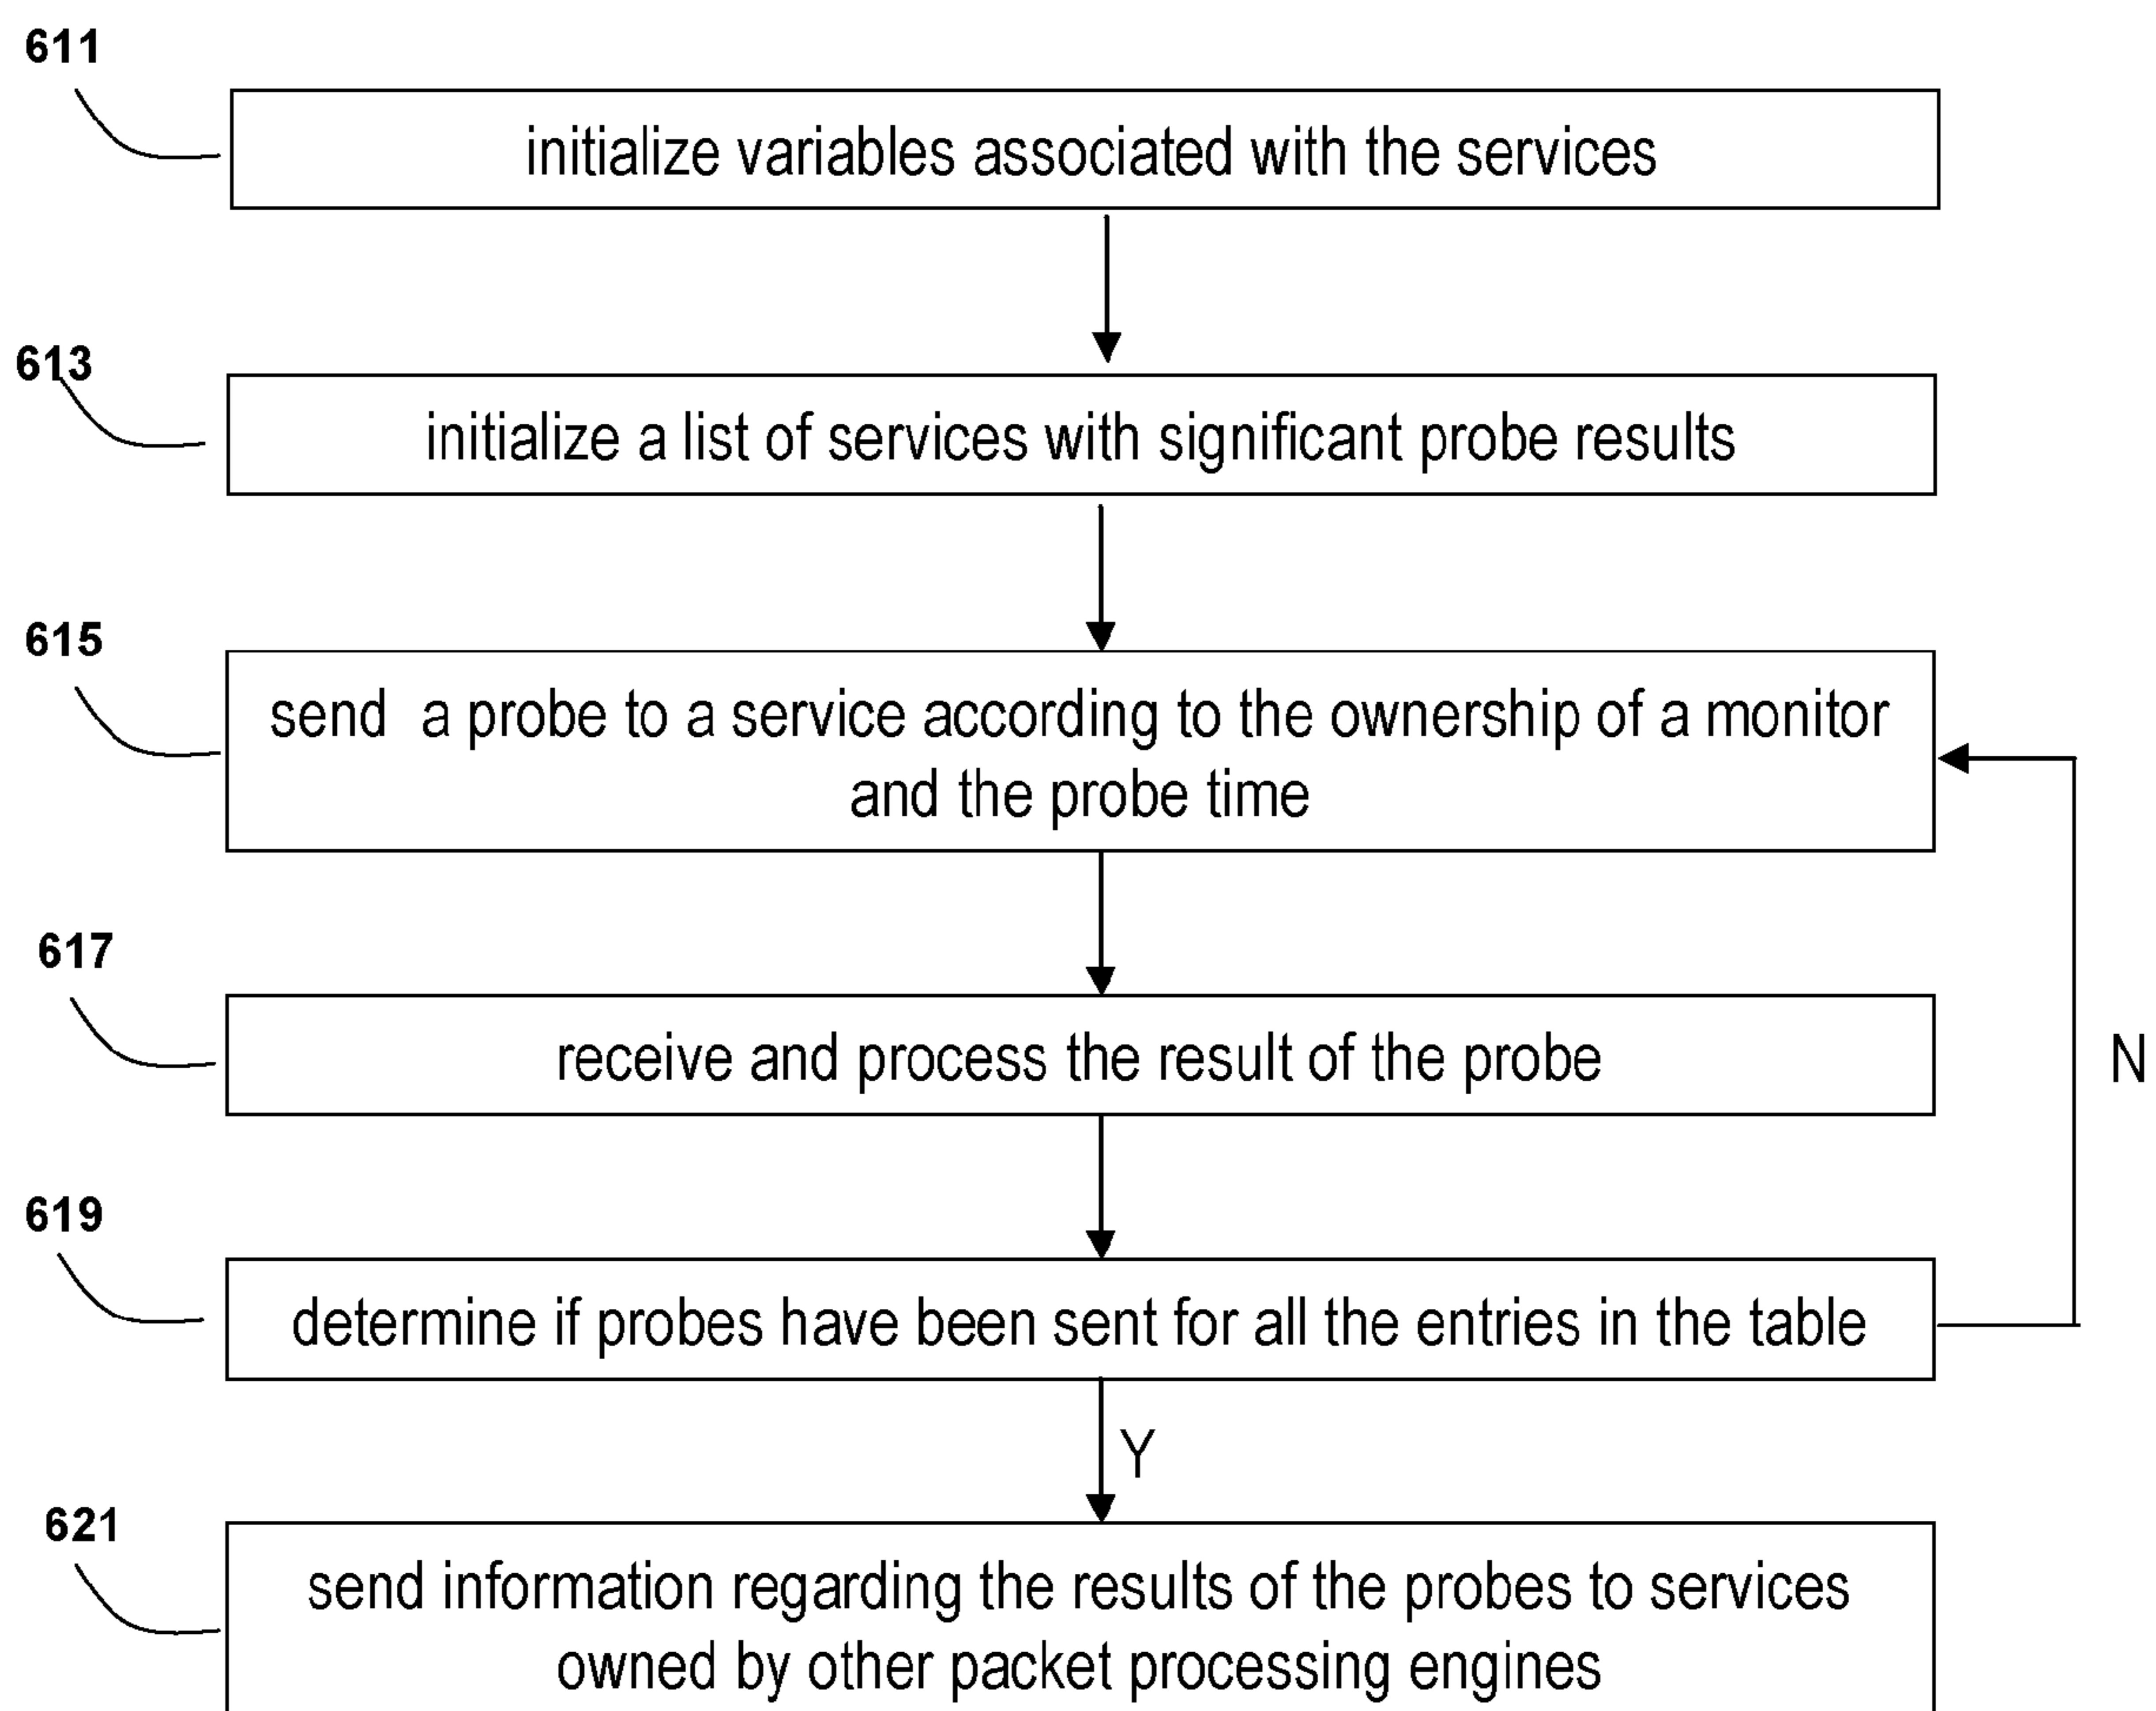 611
initialize variables associated with the services
613
initialize a list of services with significant probe results
615
send a probe to a service according to the ownership of a monitor
and the probe time
617
receive and process the result of the probe
N
619
determine if probes have been sent for all the entries in the table
Y
621
send information regarding the results of the probes to services
owned by other packet processing engines